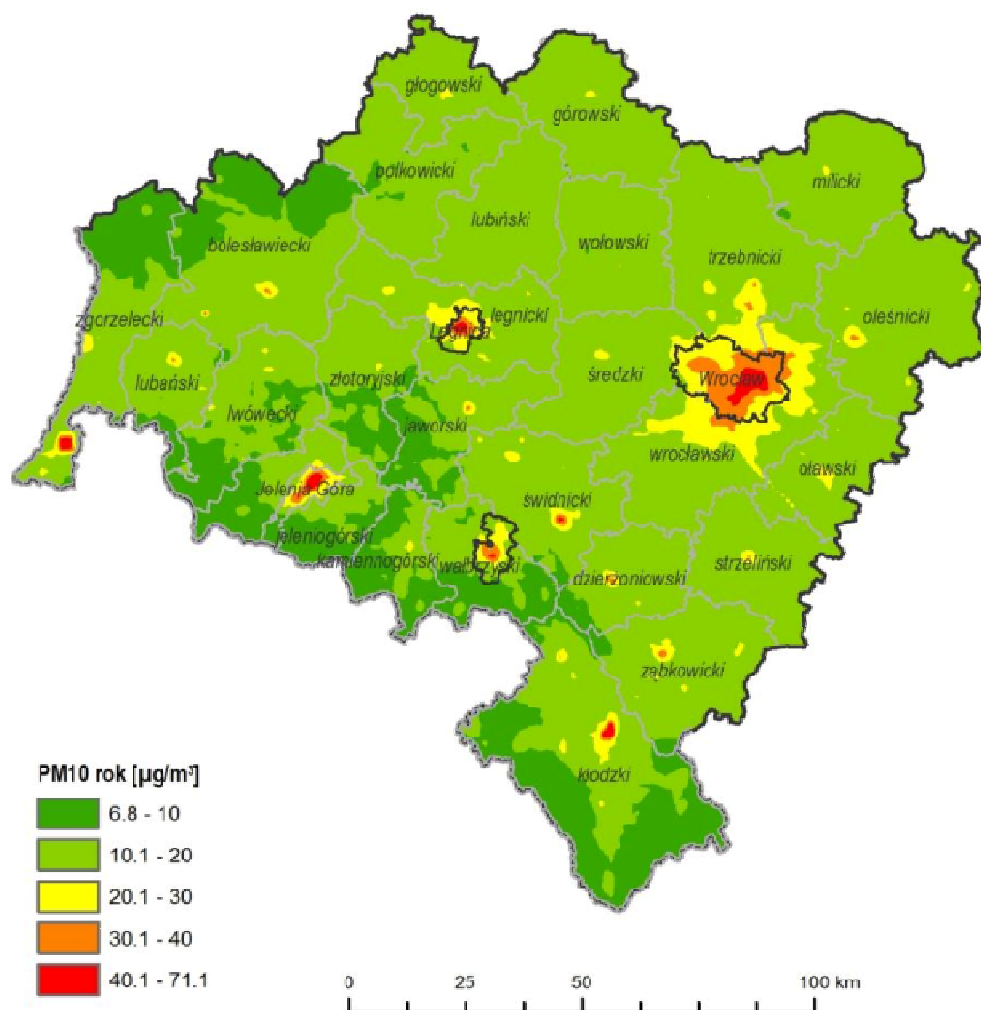 głogowski
górowski
polkowicki
milicki
lubiński
wołowski
bolesławiecki
trzebnicki
zgorzelecki
legnicki
oleśnicki
Legnica
lubański
złotoryjski
średzki
Wrocław
lwówecki
jaworski
wrocławski
oławski
Jelenia Góra
świdnicki
jeleniogórski
kamiennogórski
wałbrzyski
dzierżoniowski
strzeliński
ząbkowicki
kłodzki
PM10 rok [µg/m³]
6.8 - 10
10.1 - 20
20.1 - 30
30.1 - 40
40.1 - 71.1
0 25 50 100 km